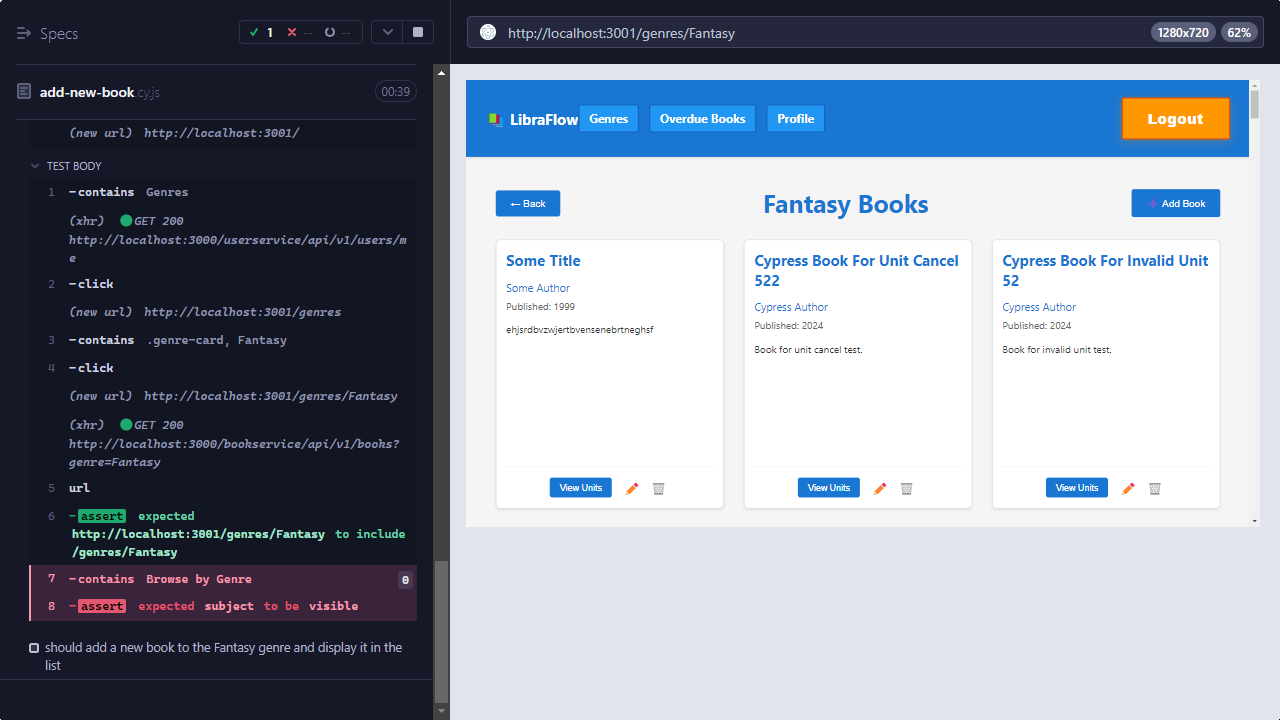 Specs
1
--
--
add-new-book.cy.js
00:39
(new url) http://localhost:3001/
TEST BODY
1 -contains Genres
(xhr) GET 200
http://localhost:3000/userservice/api/v1/users/m
e
2 -click
(new url) http://localhost:3001/genres
3 -contains .genre-card, Fantasy
4 -click
(new url) http://localhost:3001/genres/Fantasy
(xhr) GET 200
http://localhost:3000/bookservice/api/v1/books?
genre=Fantasy
5 url
6 -assert expected
http://localhost:3001/genres/Fantasy to include
/genres/Fantasy
7 -contains Browse by Genre 0
8 -assert expected subject to be visible
should add a new book to the Fantasy genre and display it in the
list
http://localhost:3001/genres/Fantasy
1280x720 62%
LibraFlow Genres Overdue Books Profile Logout
← Back
Fantasy Books
+ Add Book
Some Title
Some Author
Published: 1999
ehjsrdbvzwjertbvensenebrtneghsf
View Units
Cypress Book For Unit Cancel
522
Cypress Author
Published: 2024
Book for unit cancel test.
View Units
Cypress Book For Invalid Unit
52
Cypress Author
Published: 2024
Book for invalid unit test.
View Units